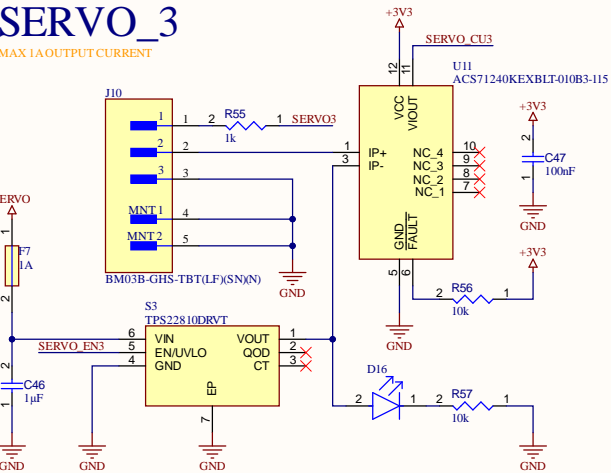 SERVO_3
MAX 1A OUTPUT CURRENT
+3V3
SERVO_CU3
J10
U11
ACS71240KEXBLT-010B3-115
12
11
VCC
VIOUT
1
1
2
R55
1
SERVO3
1k
+3V3
2
2
1
IP+
NC_4
10
3
IP-
NC_3
9
NC_2
8
NC_1
7
2
C47
100nF
1
GND
3
3
MNT1
4
MNT2
5
BM03B-GHS-TBT(LF)(SN)(N)
GND
GND
FAULT
5
6
+3V3
2
R56
1
10k
GND
ERVO
1
F7
1A
2
S3
TPS22810DRVT
6
VIN
VOUT
1
SERVO_EN3
5
EN/UVLO
QOD
2
4
GND
CT
3
EP
7
2
C46
1µF
1
D16
2
1
2
R57
1
10k
GND
GND
GND
GND